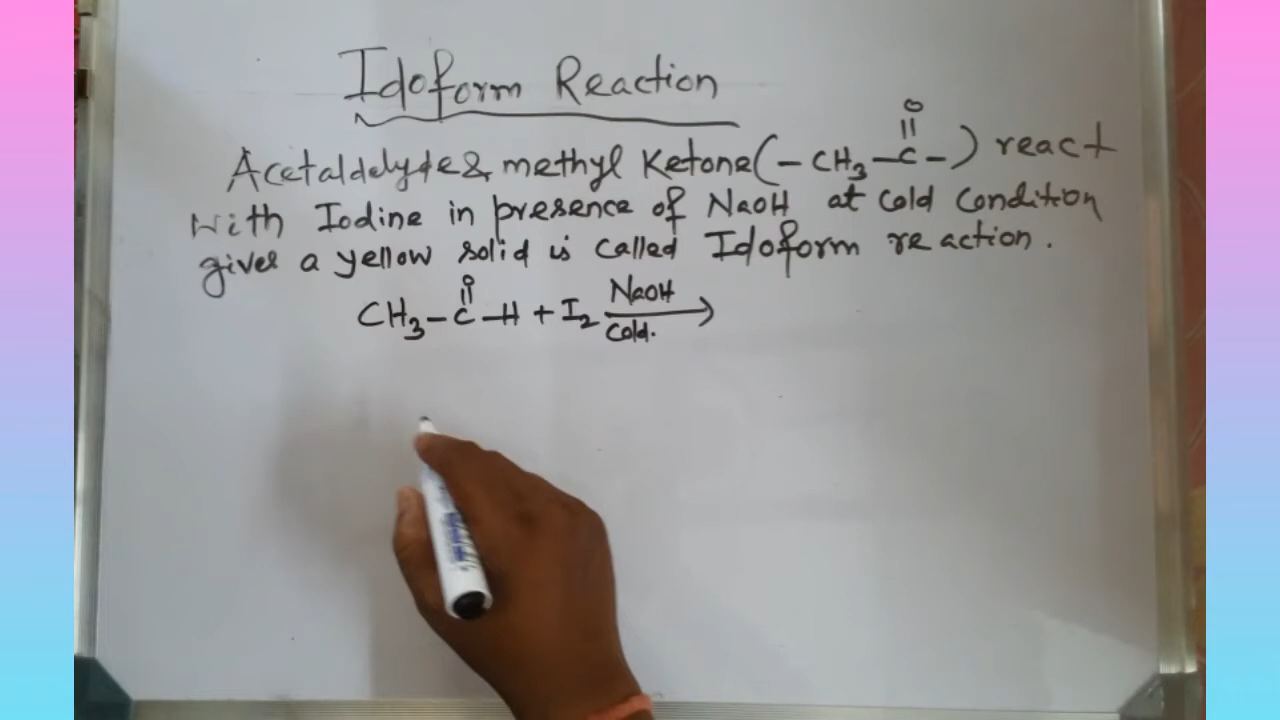 Idoform Reaction
Acetaldelyde & methyl Ketone (-CH₃-C(=O)-) react
With Iodine in presence of NaOH at cold condition
gives a yellow solid is called Idoform reaction.
CH₃-C(=O)-H + I₂ NaOH/Cold. →